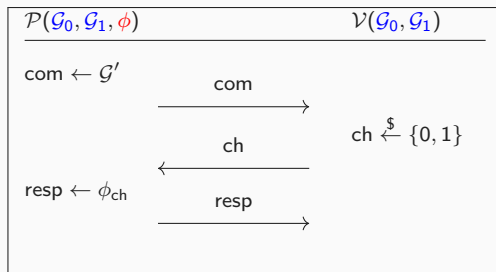 𝒫(𝒢₀, 𝒢₁, ϕ) 𝒱(𝒢₀, 𝒢₁)
com ← 𝒢′
com
ch ←$ {0, 1}
ch
resp ← ϕ_ch
resp